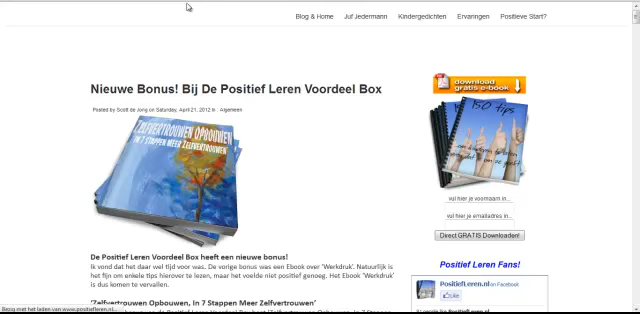 Blog & Home Juf Jedermann Kindergedichten Ervaringen Positieve Start?
Nieuwe Bonus! Bij De Positief Leren Voordeel Box
Posted by Scott de Jong on Saturday, April 21, 2012 in : Algemeen
ZELFVERTROUWEN OPBOUWEN
IN 7 STAPPEN MEER ZELFVERTROUWEN
De Positief Leren Voordeel Box heeft een nieuwe bonus!
Ik vond dat het daar wel tijd voor was. De vorige bonus was een Ebook over 'Werkdruk'. Natuurlijk is
het fijn om enkele tips hierover te lezen, maar het voelde niet positief genoeg. Het Ebook 'Werkdruk'
is dus komen te vervallen.
'Zelfvertrouwen Opbouwen, In 7 Stappen Meer Zelfvertrouwen'
download
gratis e-book
150 tips
vul hier je voornaam in...
vul hier je emailadres in...
Direct GRATIS Downloaden!
Positief Leren Fans!
PositiefLeren.nl on Facebook
Like
Bezig met het laden van www.positiefleren.nl...